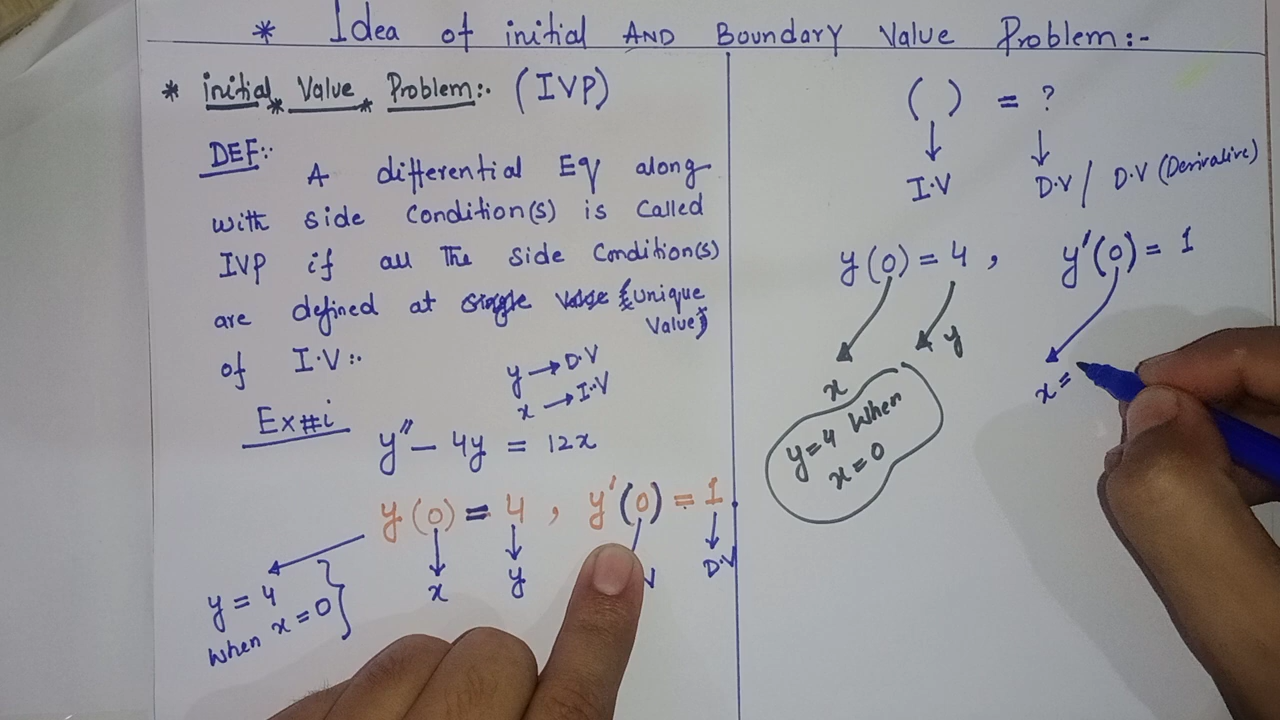 * Idea of initial AND Boundary Value Problem:-
* initial Value Problem:. (IVP)
DEF::
A differential Eq along
with side Condition(s) is called
IVP if all The side Condition(s)
are defined at single value {unique
Value}
of I.V:.
y → D.V
x → I.V
Ex#i
y" - 4y = 12x
y(0) = 4 , y'(0) = 1
x y V D.V
y = 4
when x = 0 }
( ) = ?
I.V D.V / D.V (Derivative)
y(0) = 4 , y'(0) = 1
x y x =
y=4 when
x=0